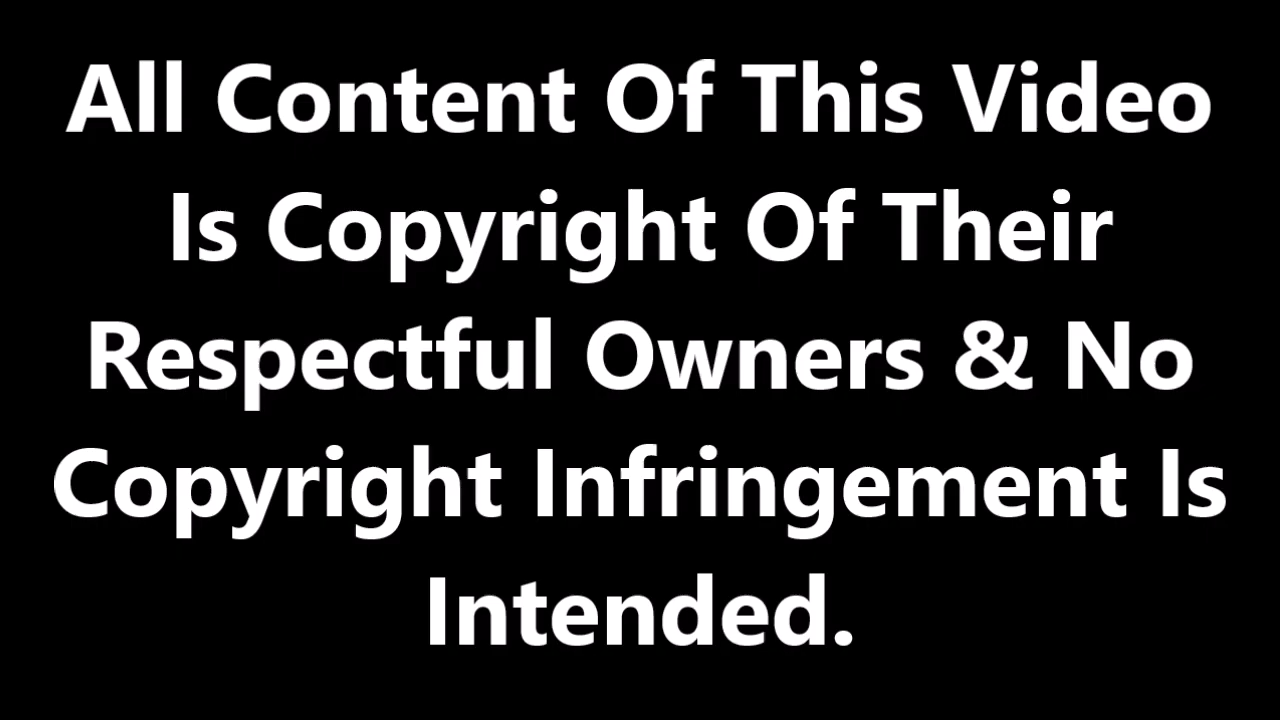 All Content Of This Video
Is Copyright Of Their
Respectful Owners & No
Copyright Infringement Is
Intended.